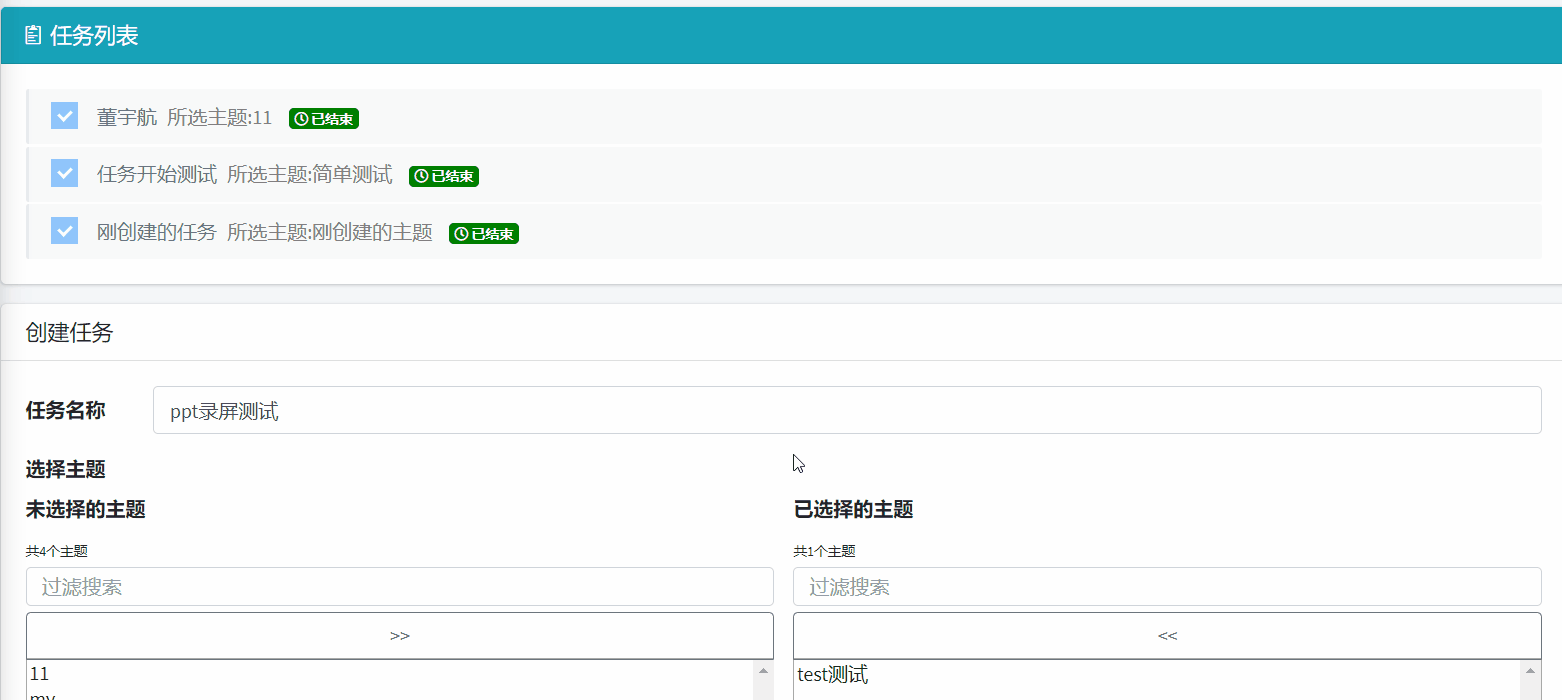 任务列表
董宇航 所选主题:11 已结束
任务开始测试 所选主题:简单测试 已结束
刚创建的任务 所选主题:刚创建的主题 已结束
创建任务
任务名称 ppt录屏测试
选择主题
未选择的主题 已选择的主题
共4个主题 共1个主题
过滤搜索 过滤搜索
>> <<
11 test测试
my